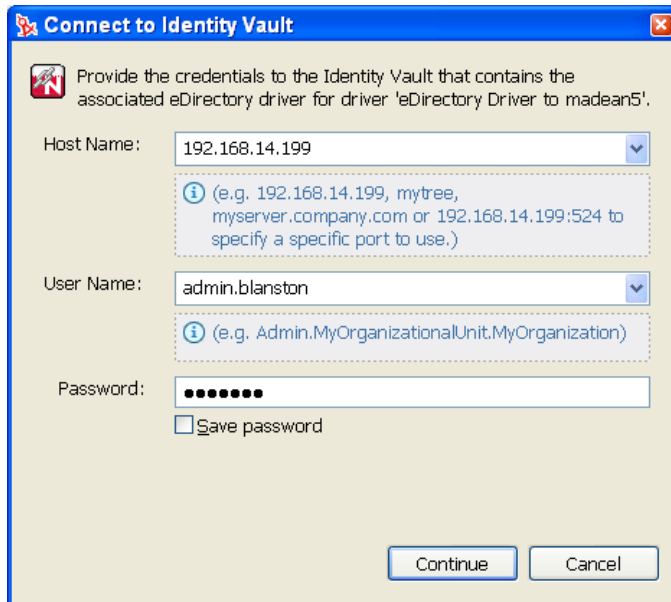 Connect to Identity Vault
Provide the credentials to the Identity Vault that contains the
associated eDirectory driver for driver 'eDirectory Driver to madean5'.
Host Name:
192.168.14.199
(e.g. 192.168.14.199, mytree,
myserver.company.com or 192.168.14.199:524 to
specify a specific port to use.)
User Name:
admin.blanston
(e.g. Admin.MyOrganizationalUnit.MyOrganization)
Password:
●●●●●●●
Save password
Continue
Cancel